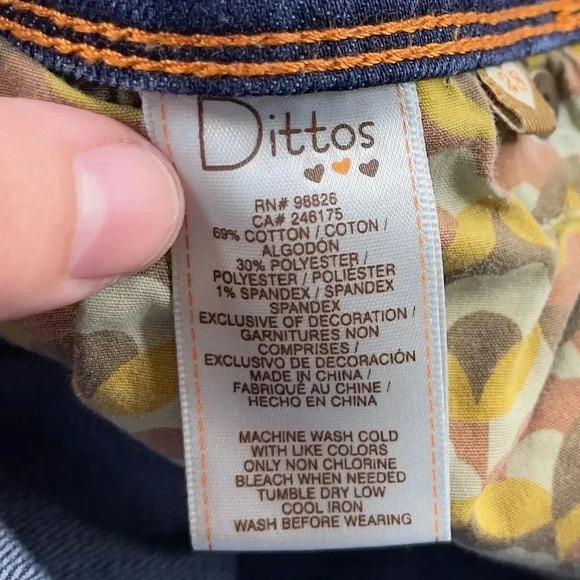 Dittos
RN# 98826
CA# 246175
69% COTTON / COTON /
ALGODÓN
30% POLYESTER /
POLYESTER / POLIÉSTER
1% SPANDEX / SPANDEX
SPANDEX
EXCLUSIVE OF DECORATION /
GARNITURES NON
COMPRISES /
EXCLUSIVO DE DECORACIÓN
MADE IN CHINA /
FABRIQUÉ AU CHINE /
HECHO EN CHINA
MACHINE WASH COLD
WITH LIKE COLORS
ONLY NON CHLORINE
BLEACH WHEN NEEDED
TUMBLE DRY LOW
COOL IRON
WASH BEFORE WEARING
28